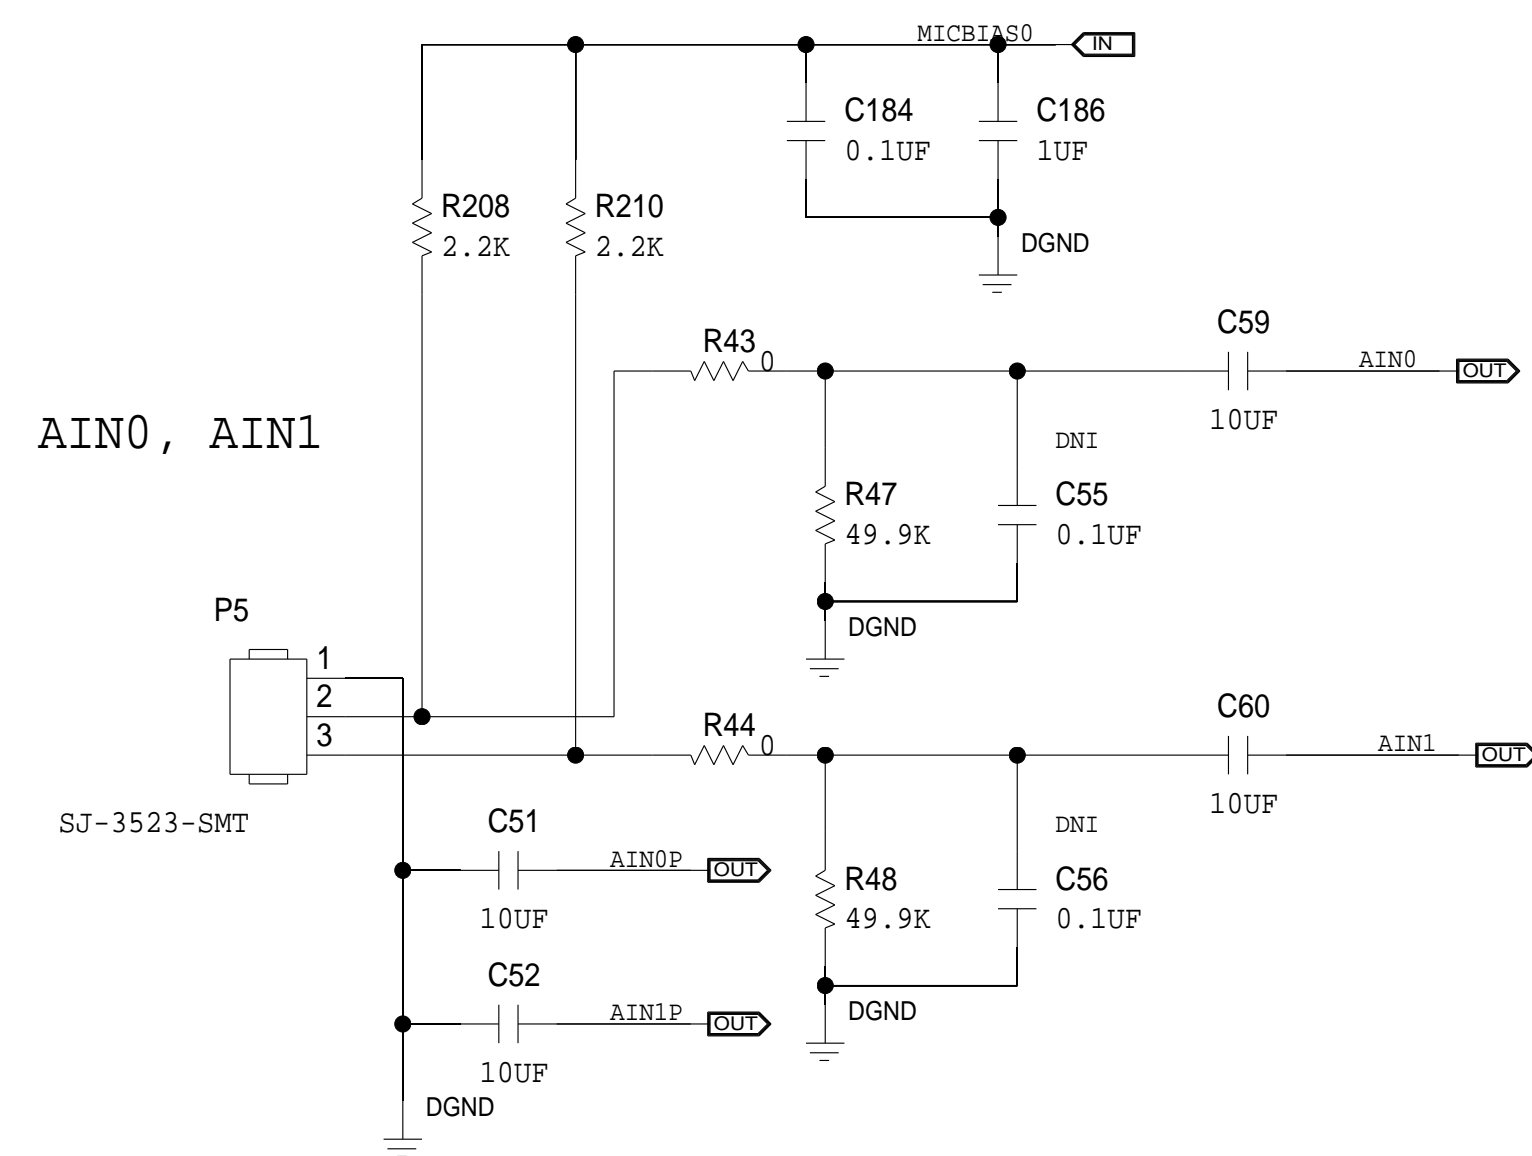 MICBIAS0
IN
C184
C186
0.1UF
1UF
R208
R210
2.2K
2.2K
DGND
C59
R43
0
AIN0
OUT
10UF
AIN0, AIN1
DNI
R47
C55
49.9K
0.1UF
P5
DGND
1
2
3
C60
R44
0
AIN1
OUT
10UF
SJ-3523-SMT
C51
DNI
AIN0P
OUT
R48
C56
10UF
49.9K
0.1UF
C52
AIN1P
OUT
DGND
10UF
DGND